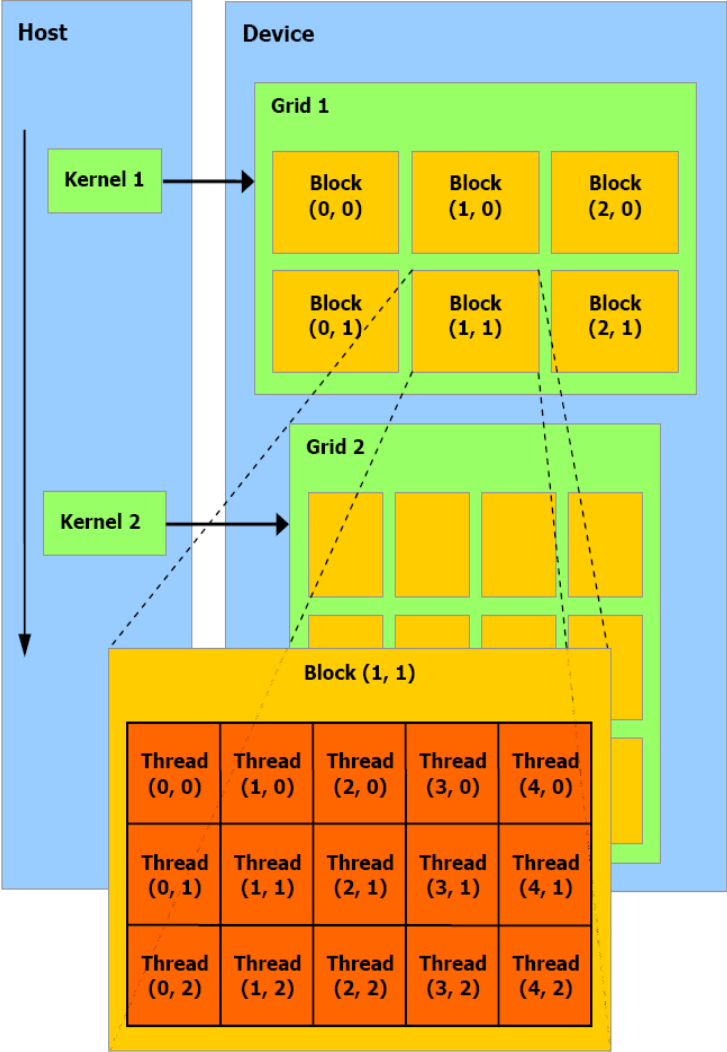 Host
Device
Grid 1
Kernel 1
Block
(0, 0)
Block
(1, 0)
Block
(2, 0)
Block
(0, 1)
Block
(1, 1)
Block
(2, 1)
Grid 2
Kernel 2
Block (1, 1)
Thread
(0, 0)
Thread
(1, 0)
Thread
(2, 0)
Thread
(3, 0)
Thread
(4, 0)
Thread
(0, 1)
Thread
(1, 1)
Thread
(2, 1)
Thread
(3, 1)
Thread
(4, 1)
Thread
(0, 2)
Thread
(1, 2)
Thread
(2, 2)
Thread
(3, 2)
Thread
(4, 2)